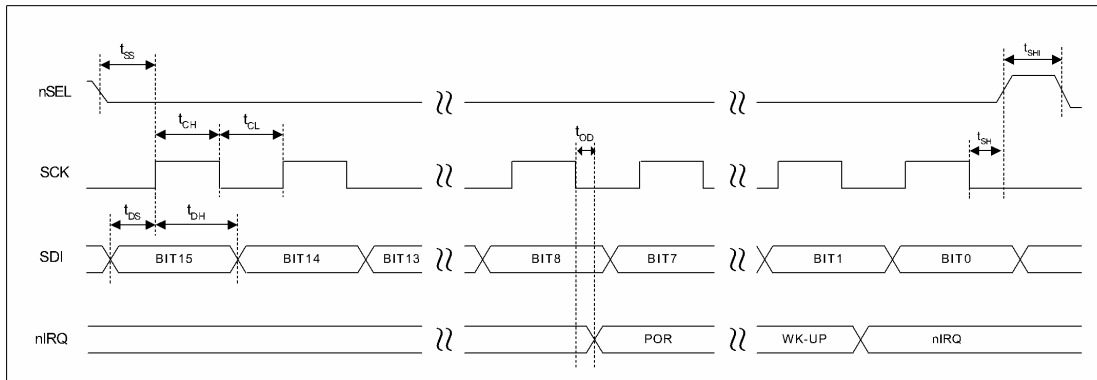 tSS
tSHI
nSEL
tCH
tCL
tOD
tSH
SCK
tDS
tDH
SDI
BIT15
BIT14
BIT13
BIT8
BIT7
BIT1
BIT0
nIRQ
POR
WK-UP
nIRQ